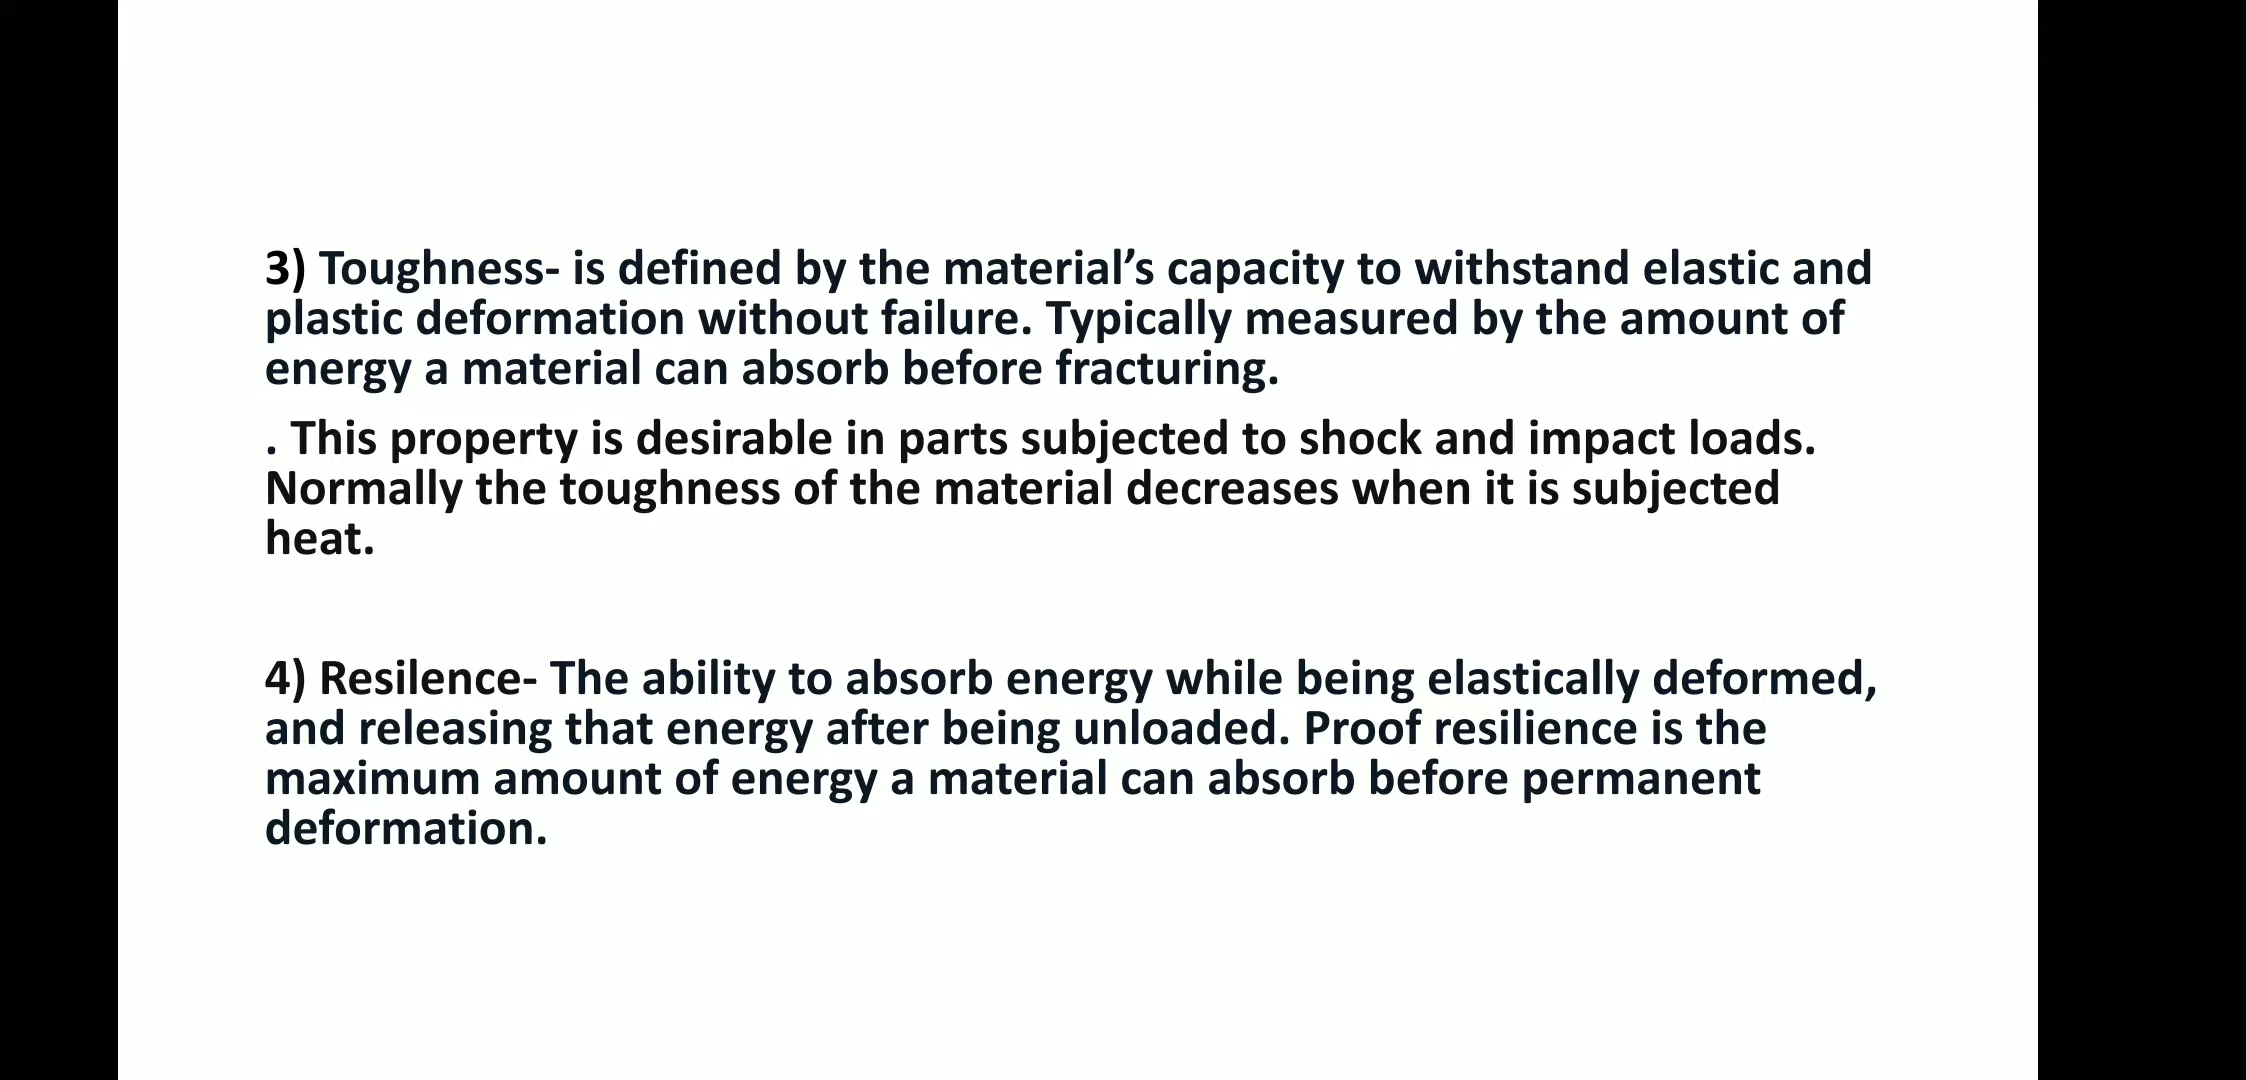 3) Toughness- is defined by the material’s capacity to withstand elastic and
plastic deformation without failure. Typically measured by the amount of
energy a material can absorb before fracturing.
. This property is desirable in parts subjected to shock and impact loads.
Normally the toughness of the material decreases when it is subjected
heat.
4) Resilence- The ability to absorb energy while being elastically deformed,
and releasing that energy after being unloaded. Proof resilience is the
maximum amount of energy a material can absorb before permanent
deformation.